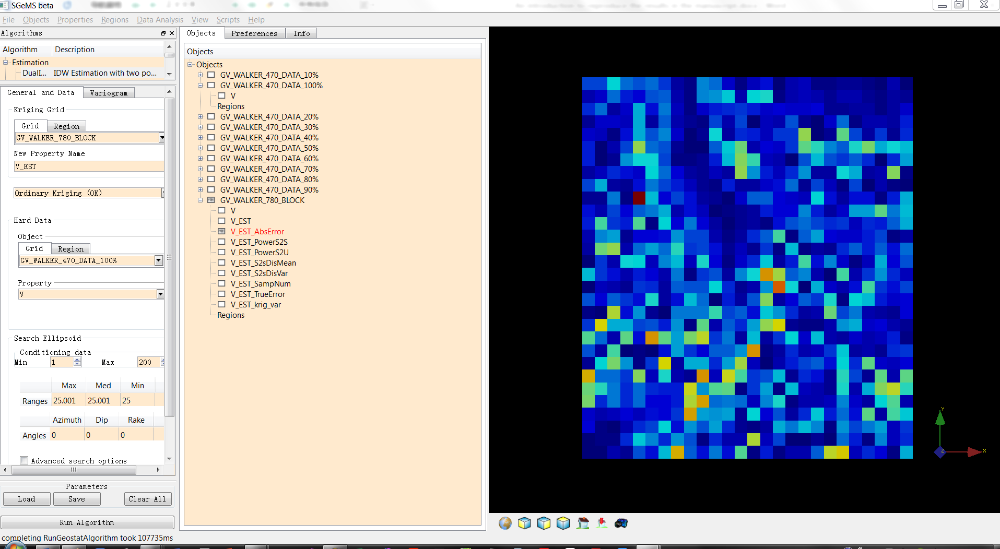 SGeMS beta
File Objects Properties Regions Data Analysis View Scripts Help
Algorithms
Algorithm Description
Estimation
DualI... IDW Estimation with two po...
General and Data Variogram
Kriging Grid
Grid Region
GV_WALKER_780_BLOCK
New Property Name
V_EST
Ordinary Kriging (OK)
Hard Data
Object
Grid Region
GV_WALKER_470_DATA_100%
Property
V
Search Ellipsoid
Conditioning data
Min 1 Max 200
Max Med Min
Ranges 25.001 25.001 25
Azimuth Dip Rake
Angles 0 0 0
Advanced search options
Parameters
Load Save Clear All
Run Algorithm
completing RunGeostatAlgorithm took 107735ms
Objects Preferences Info
Objects
Objects
GV_WALKER_470_DATA_10%
GV_WALKER_470_DATA_100%
V
Regions
GV_WALKER_470_DATA_20%
GV_WALKER_470_DATA_30%
GV_WALKER_470_DATA_40%
GV_WALKER_470_DATA_50%
GV_WALKER_470_DATA_60%
GV_WALKER_470_DATA_70%
GV_WALKER_470_DATA_80%
GV_WALKER_470_DATA_90%
GV_WALKER_780_BLOCK
V
V_EST
V_EST_AbsError
V_EST_PowerS2S
V_EST_PowerS2U
V_EST_S2sDisMean
V_EST_S2sDisVar
V_EST_SampNum
V_EST_TrueError
V_EST_krig_var
Regions
Y
Z X